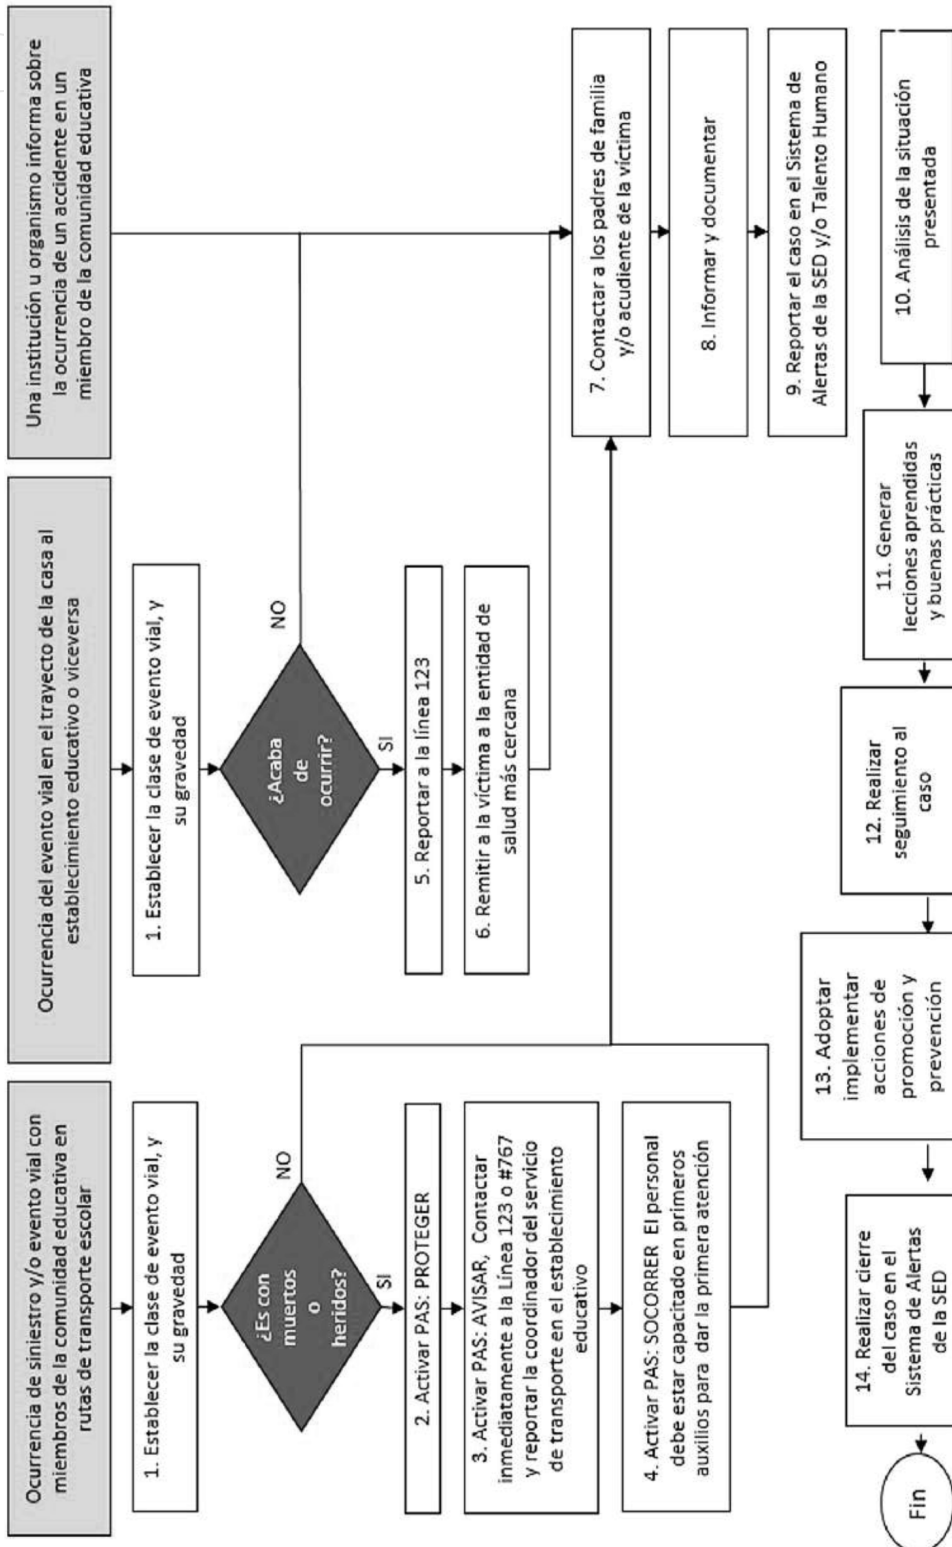 Ocurrencia de siniestro y/o evento vial con
miembros de la comunidad educativa en
rutas de transporte escolar
1. Establecer la clase de evento vial, y
su gravedad
¿Es con
muertos
o
heridos?
NO
SI
2. Activar PAS: PROTEGER
3. Activar PAS: AVISAR, Contactar
inmediatamente a la Línea 123 o #767
y reportar la coordinador del servicio
de transporte en el establecimiento
educativo
4. Activar PAS: SOCORRER El personal
debe estar capacitado en primeros
auxilios para dar la primera atención
Ocurrencia del evento vial en el trayecto de la casa al
establecimiento educativo o viceversa
1. Establecer la clase de evento vial, y
su gravedad
¿Acaba
de
ocurrir?
NO
SI
5. Reportar a la línea 123
6. Remitir a la víctima a la entidad de
salud más cercana
Una institución u organismo informa sobre
la ocurrencia de un accidente en un
miembro de la comunidad educativa
7. Contactar a los padres de familia
y/o acudiente de la víctima
8. Informar y documentar
9. Reportar el caso en el Sistema de
Alertas de la SED y/o Talento Humano
10. Análisis de la situación
presentada
11. Generar
lecciones aprendidas
y buenas prácticas
12. Realizar
seguimiento al
caso
13. Adoptar
implementar
acciones de
promoción y
prevención
14. Realizar cierre
del caso en el
Sistema de Alertas
de la SED
Fin